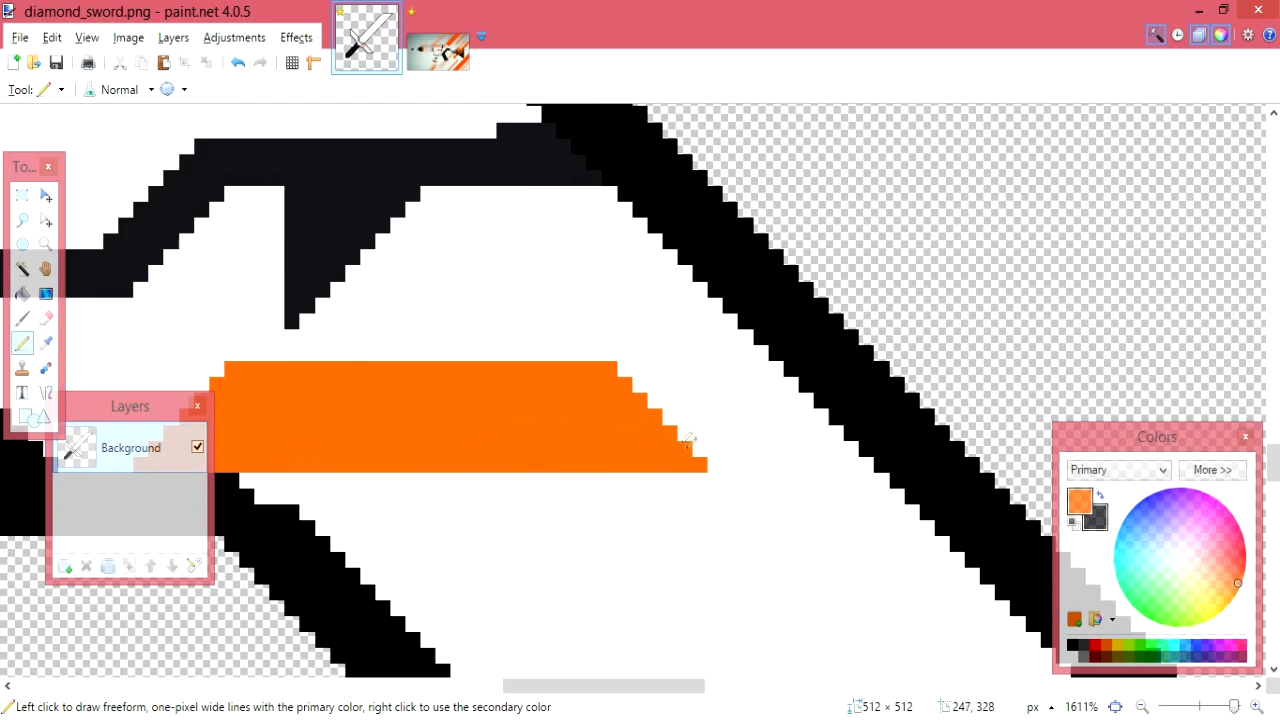 diamond_sword.png - paint.net 4.0.5
File Edit View Image Layers Adjustments Effects
Tool: Normal
To...
Layers
Background
Colors
Primary More >>
Left click to draw freeform, one-pixel wide lines with the primary color, right click to use the secondary color
512 × 512 247, 328 px 1611%